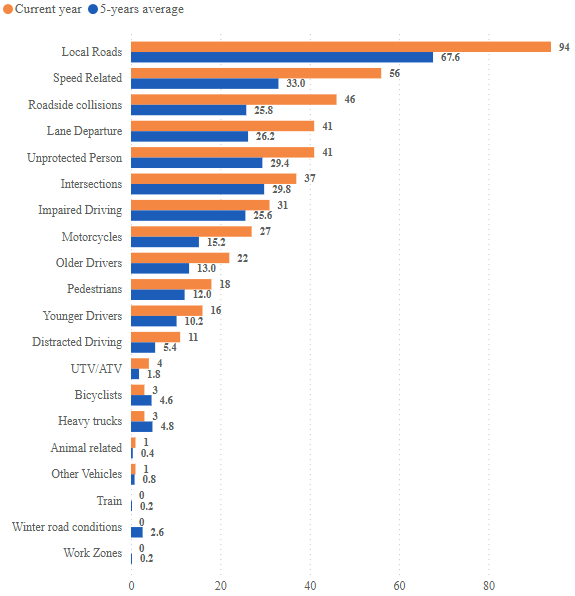 Current year 5-years average
Local Roads 94
67.6
Speed Related 56
33.0
Roadside collisions 46
25.8
Lane Departure 41
26.2
Unprotected Person 41
29.4
Intersections 37
29.8
Impaired Driving 31
25.6
Motorcycles 27
15.2
Older Drivers 22
13.0
Pedestrians 18
12.0
Younger Drivers 16
10.2
Distracted Driving 11
5.4
UTV/ATV 4
1.8
Bicyclists 3
4.6
Heavy trucks 3
4.8
Animal related 1
0.4
Other Vehicles 1
0.8
Train 0
0.2
Winter road conditions 0
2.6
Work Zones 0
0.2
0 20 40 60 80